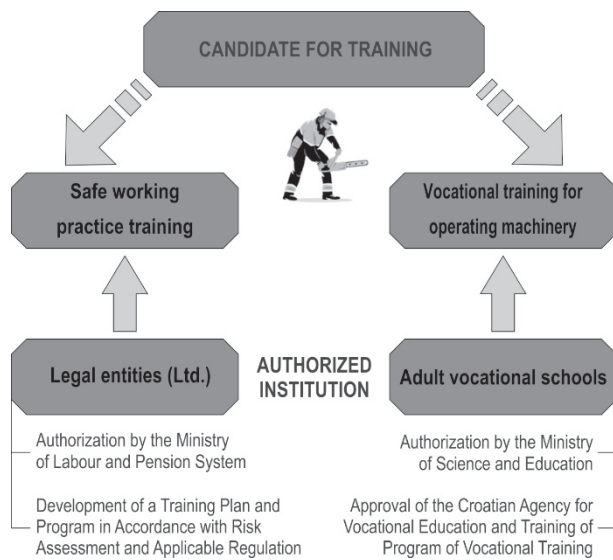 CANDIDATE FOR TRAINING
Safe working
practice training
Vocational training for
operating machinery
Legal entities (Ltd.)
AUTHORIZED
INSTITUTION
Adult vocational schools
Authorization by the Ministry
of Labour and Pension System
Development of a Training Plan and
Program in Accordance with Risk
Assessment and Applicable Regulation
Authorization by the Ministry
of Science and Education
Approval of the Croatian Agency for
Vocational Education and Training of
Program of Vocational Training